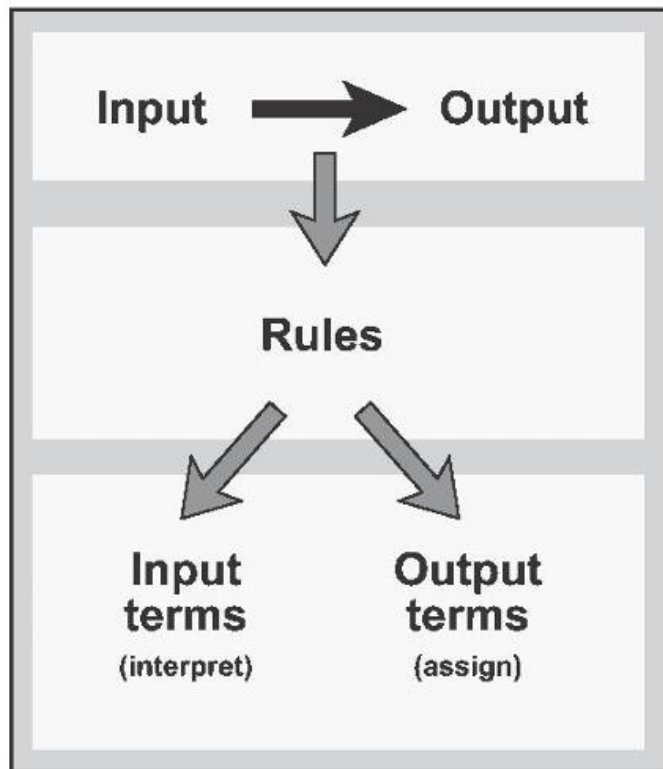 Input Output
Rules
Input Output
terms terms
(interpret) (assign)